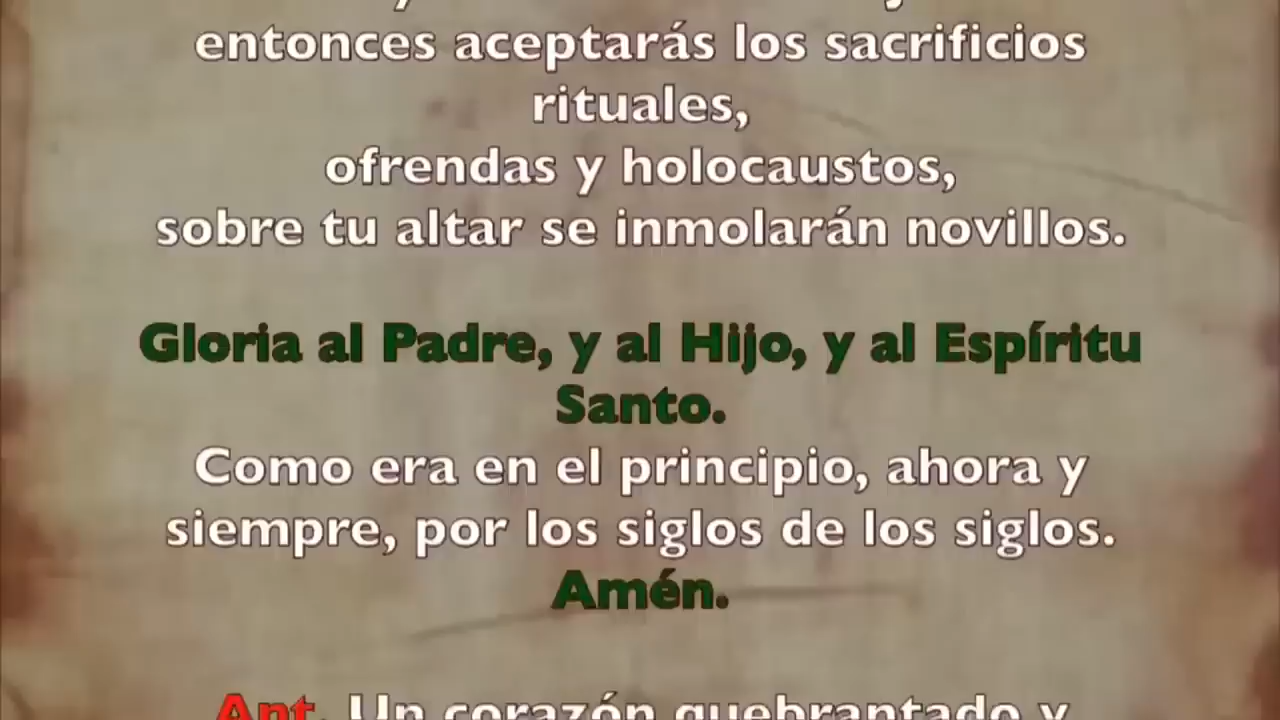 entonces aceptarás los sacrificios
rituales,
ofrendas y holocaustos,
sobre tu altar se inmolarán novillos.
Gloria al Padre, y al Hijo, y al Espíritu
Santo.
Como era en el principio, ahora y
siempre, por los siglos de los siglos.
Amén.
Ant. Un corazón quebrantado y